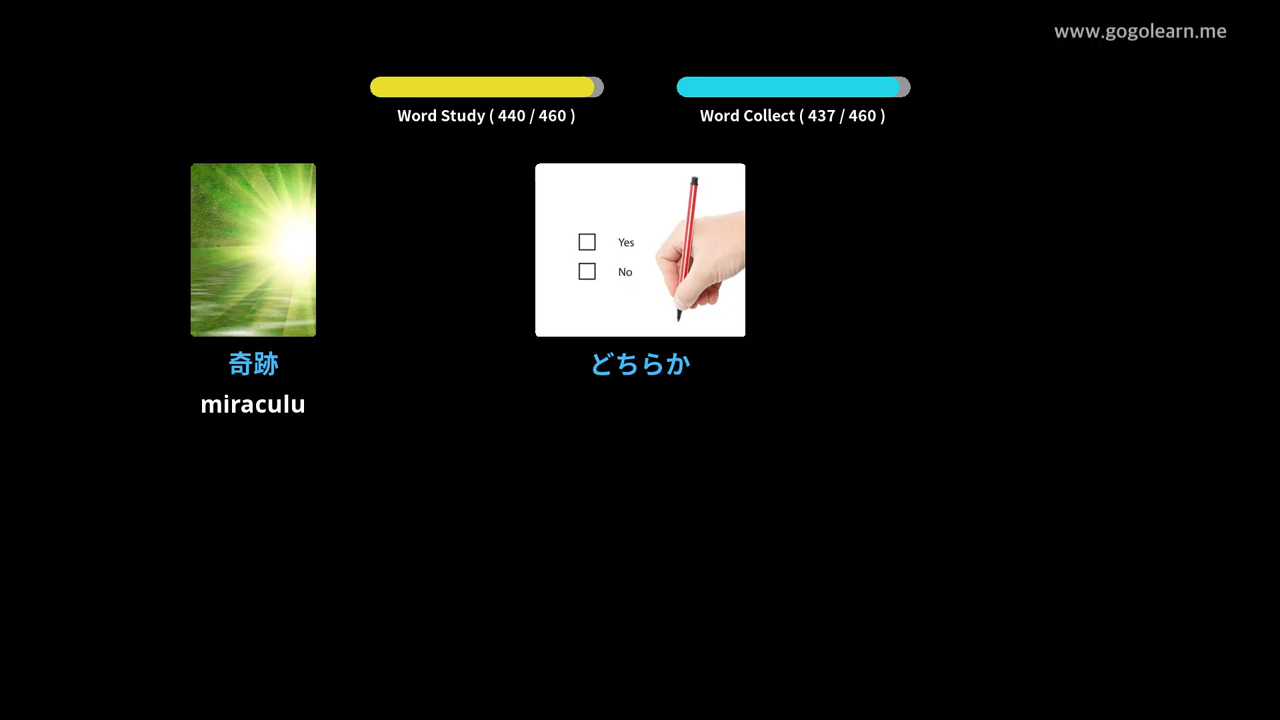 www.gogolearn.me
Word Study ( 440 / 460 )
Word Collect ( 437 / 460 )
Yes
No
奇跡
miraculu
どちらか